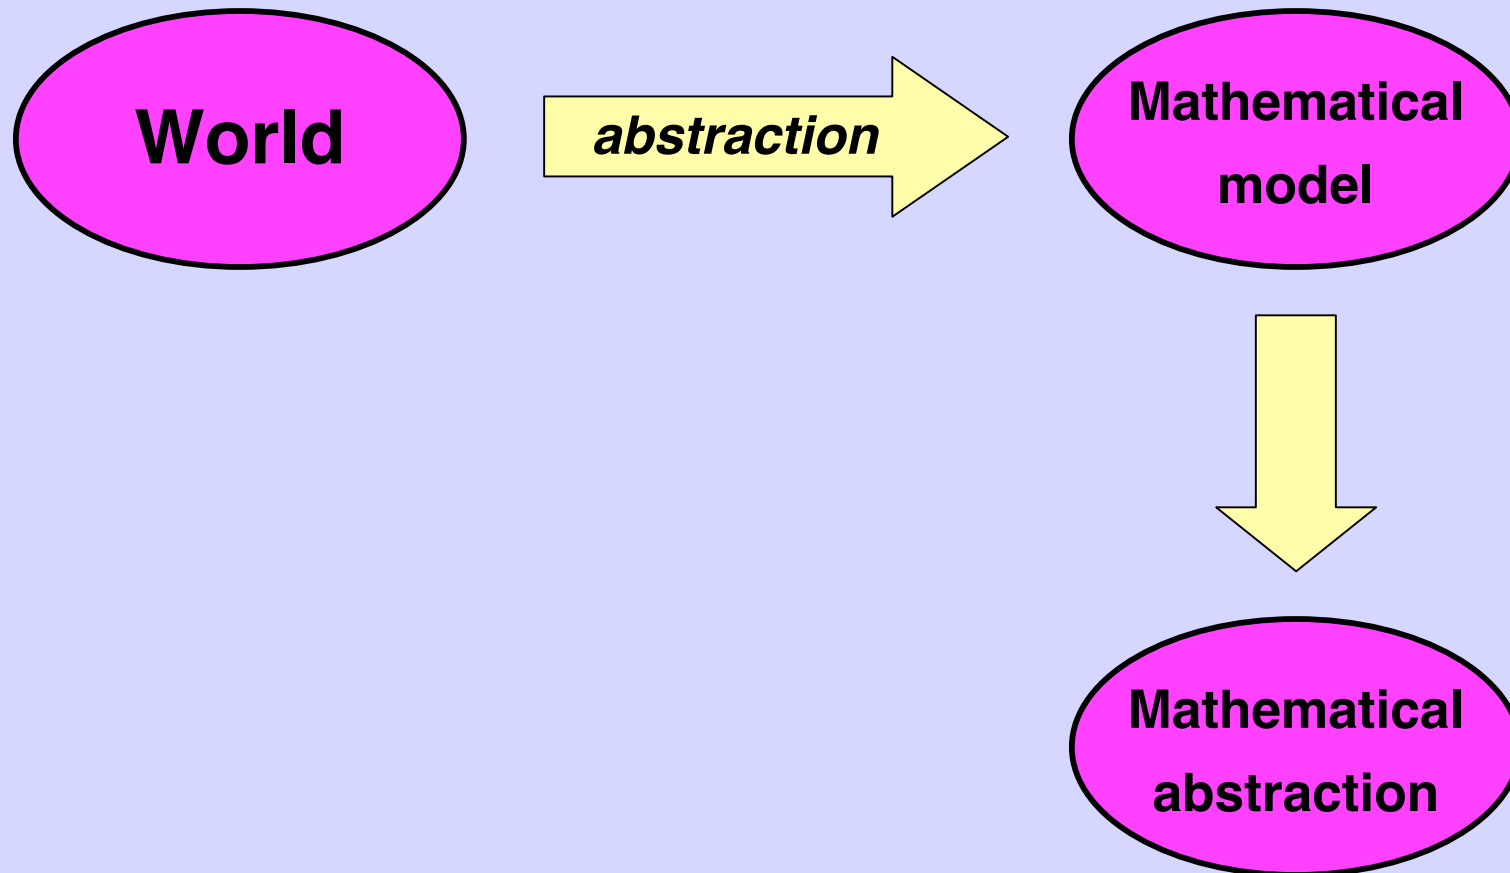 World
abstraction
Mathematical
model
Mathematical
abstraction